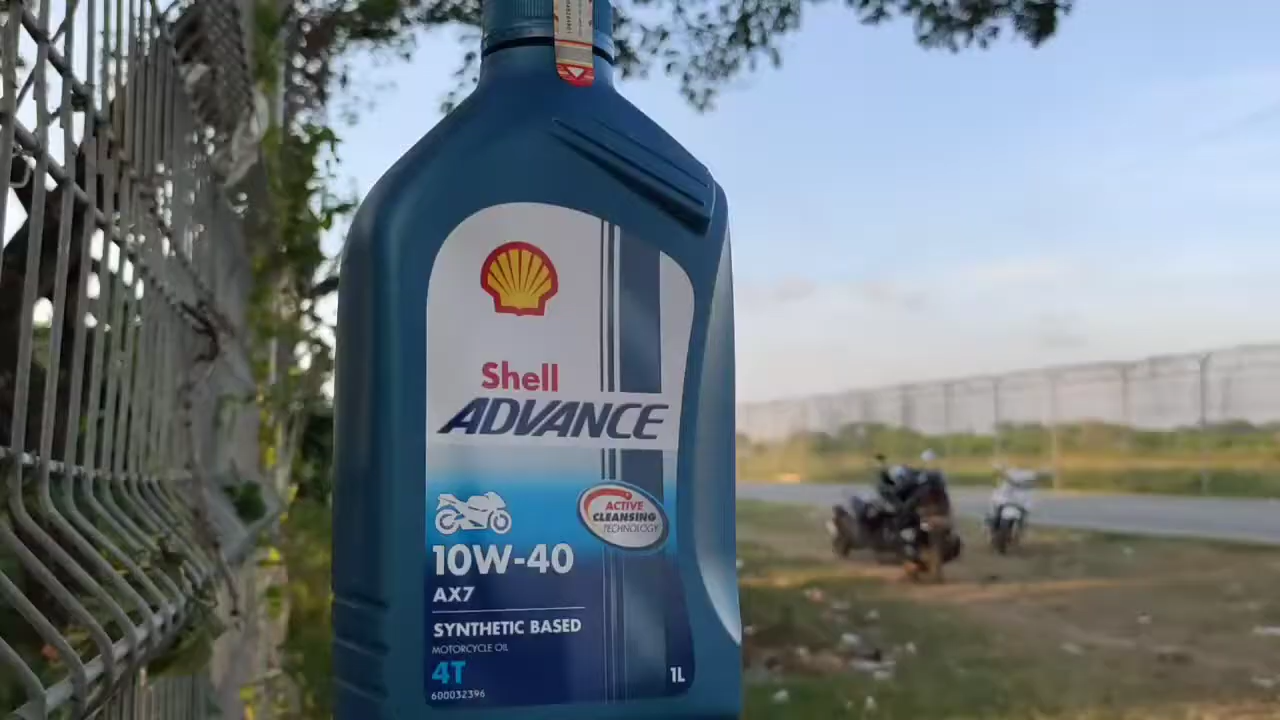 Shell
ADVANCE
ACTIVE
CLEANSING
TECHNOLOGY
10W-40
AX7
SYNTHETIC BASED
MOTORCYCLE OIL
4T
1L
600032396